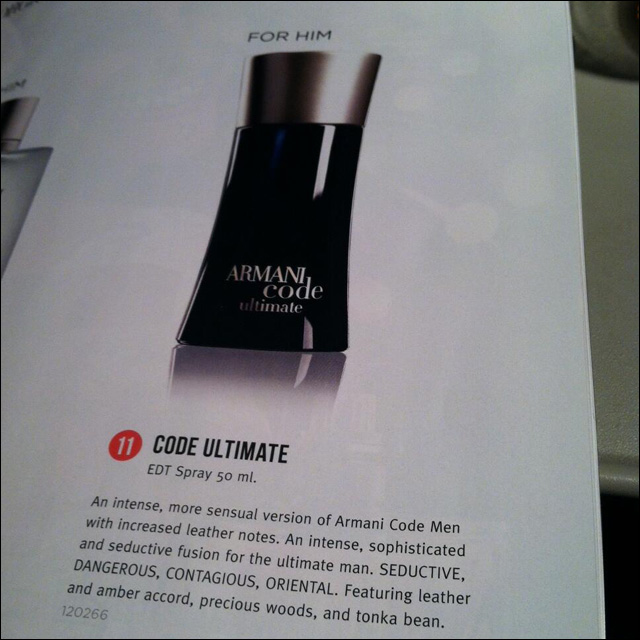 FOR HIM
ARMANI
code
ultimate
11 CODE ULTIMATE
EDT Spray 50 ml.
An intense, more sensual version of Armani Code Men
with increased leather notes. An intense, sophisticated
and seductive fusion for the ultimate man. SEDUCTIVE,
DANGEROUS, CONTAGIOUS, ORIENTAL. Featuring leather
and amber accord, precious woods, and tonka bean.
120266